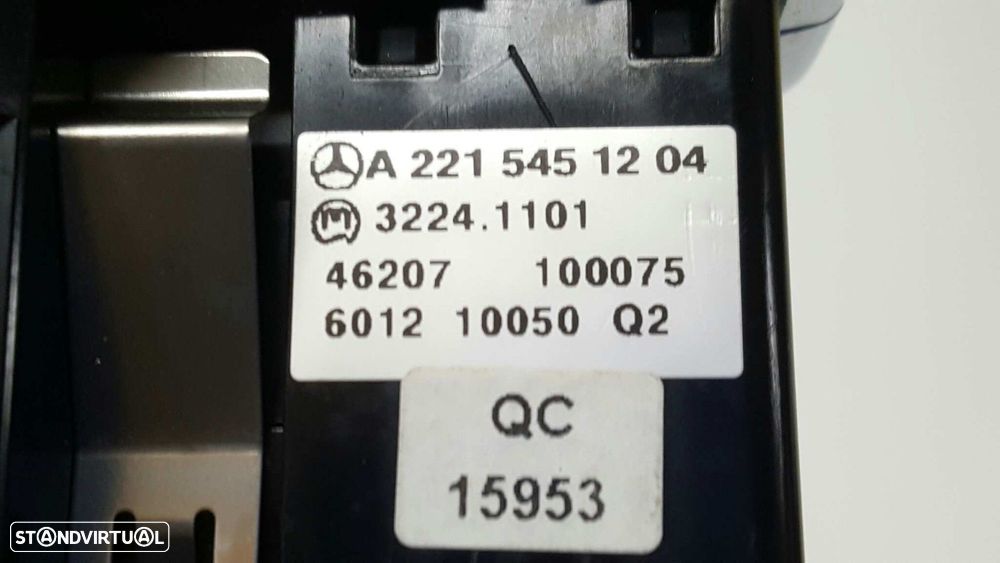 A 221 545 12 04
3224.1101
46207 100075
6012 10050 Q2
QC
15953
STANDVIRTUAL